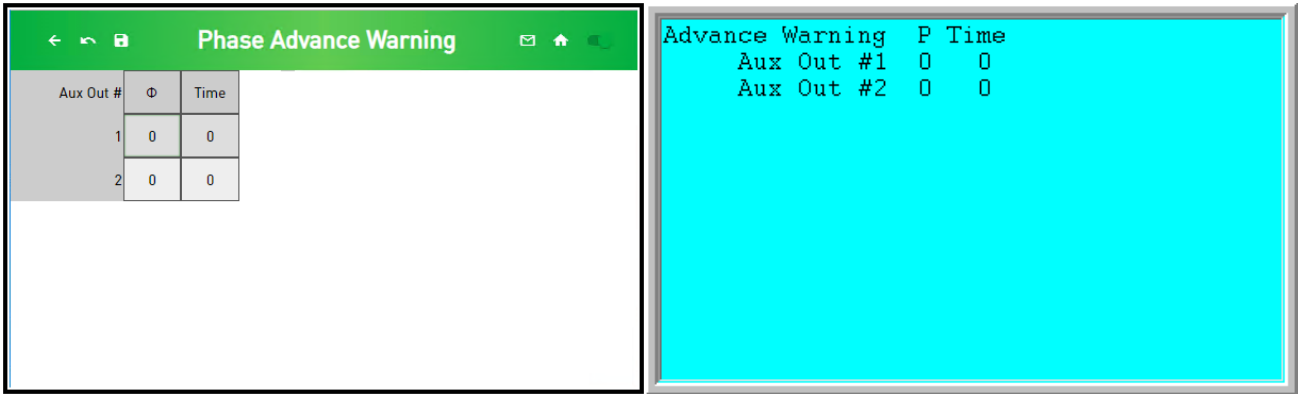 Phase Advance Warning
Aux Out # Φ Time
1 0 0
2 0 0
Advance Warning P Time
Aux Out #1 0 0
Aux Out #2 0 0